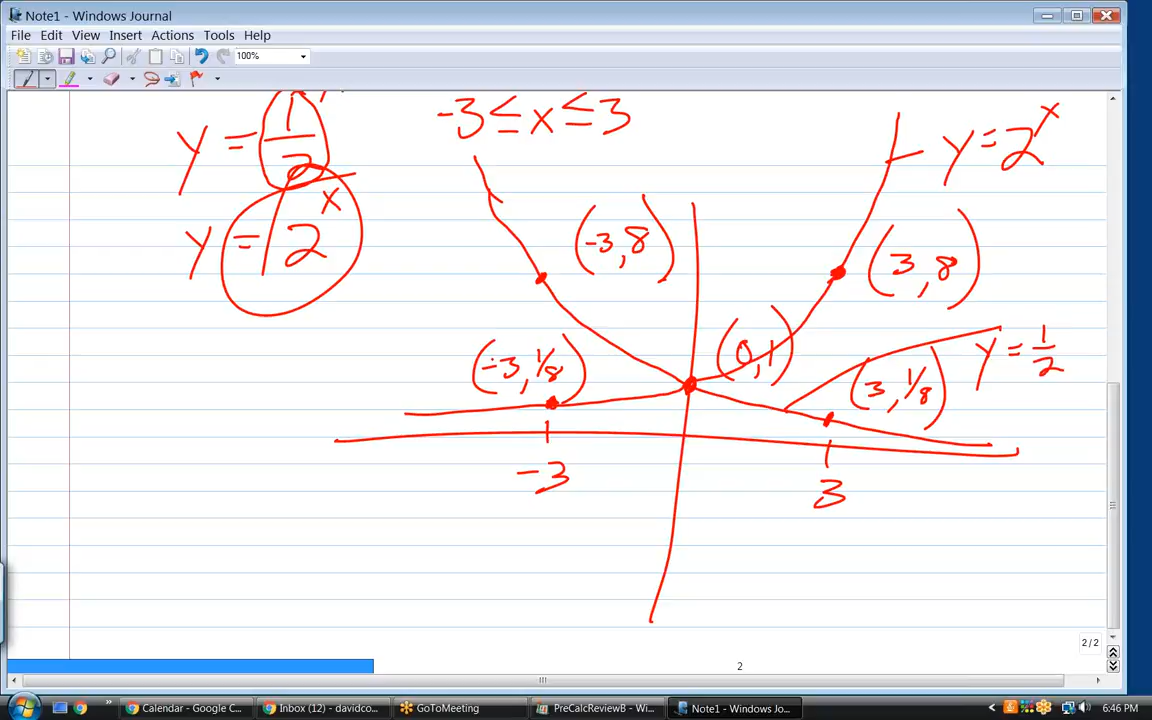 Note1 - Windows Journal
File Edit View Insert Actions Tools Help
100%
y = 1/2
-3 ≤ x ≤ 3
y = 2^x
y = 2^x
(-3, 8)
(3, 8)
(0, 1)
(-3, 1/8)
y = 1/2
(3, 1/8)
-3
3
2/2
2
Calendar - Google C...
Inbox (12) - davidco...
GoToMeeting
PreCalcReviewB - Wi...
Note1 - Windows Jo...
6:46 PM